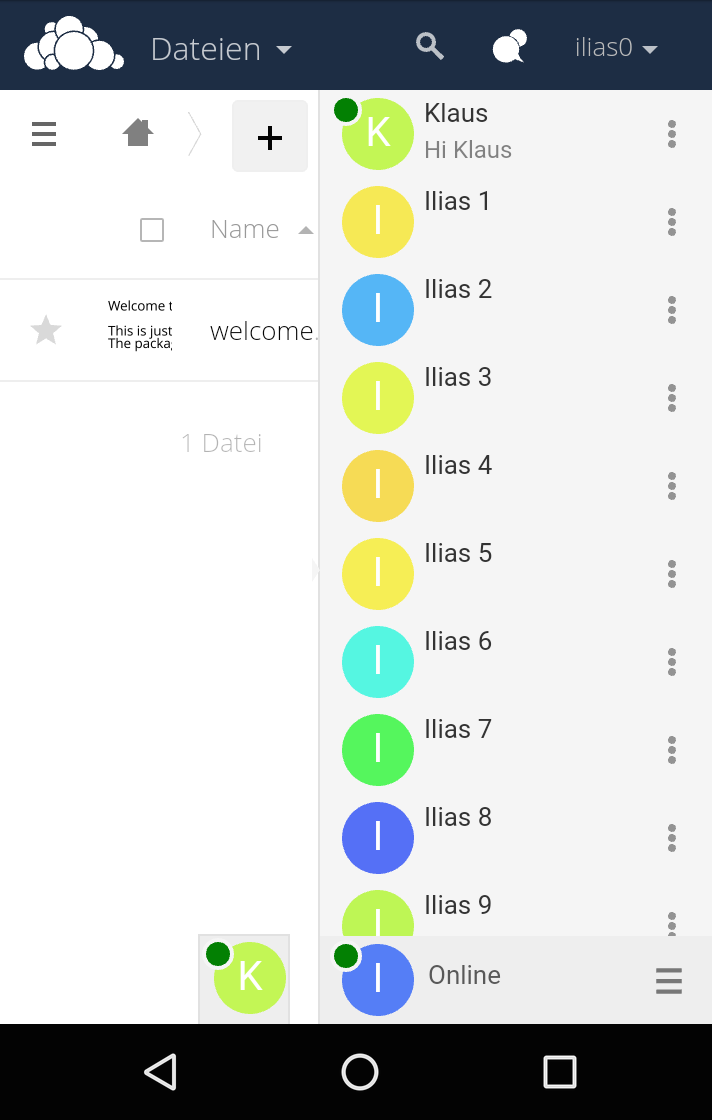 Dateien
ilias0
Name
Welcome t
This is just
The packa
welcome.
1 Datei
K
Klaus
Hi Klaus
I
Ilias 1
I
Ilias 2
I
Ilias 3
I
Ilias 4
I
Ilias 5
I
Ilias 6
I
Ilias 7
I
Ilias 8
I
Ilias 9
K
I
Online